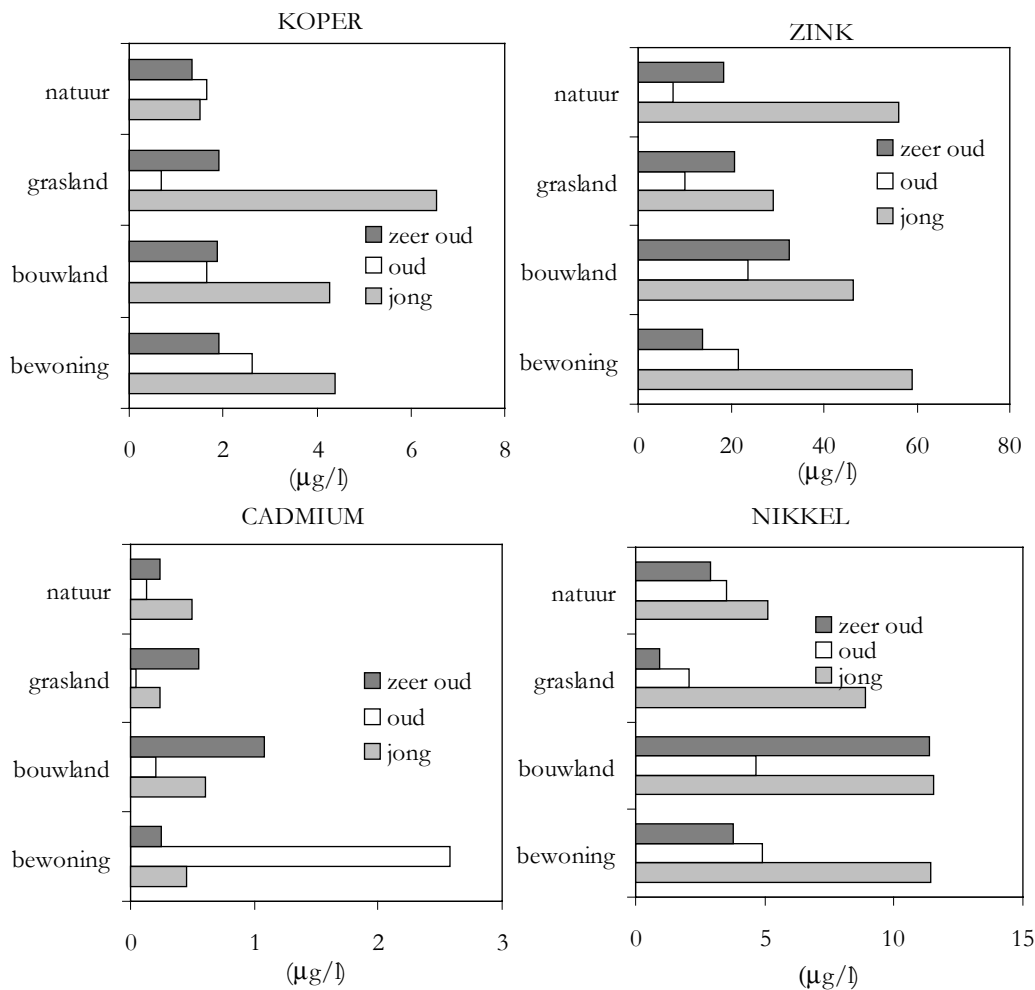 KOPER
natuur
grasland
bouwland
bewoning
zeer oud
oud
jong
0 2 4 6 8
(µg/l)
ZINK
natuur
grasland
bouwland
bewoning
zeer oud
oud
jong
0 20 40 60 80
(µg/l)
CADMIUM
natuur
grasland
bouwland
bewoning
zeer oud
oud
jong
0 1 2 3
(µg/l)
NIKKEL
natuur
grasland
bouwland
bewoning
zeer oud
oud
jong
0 5 10 15
(µg/l)